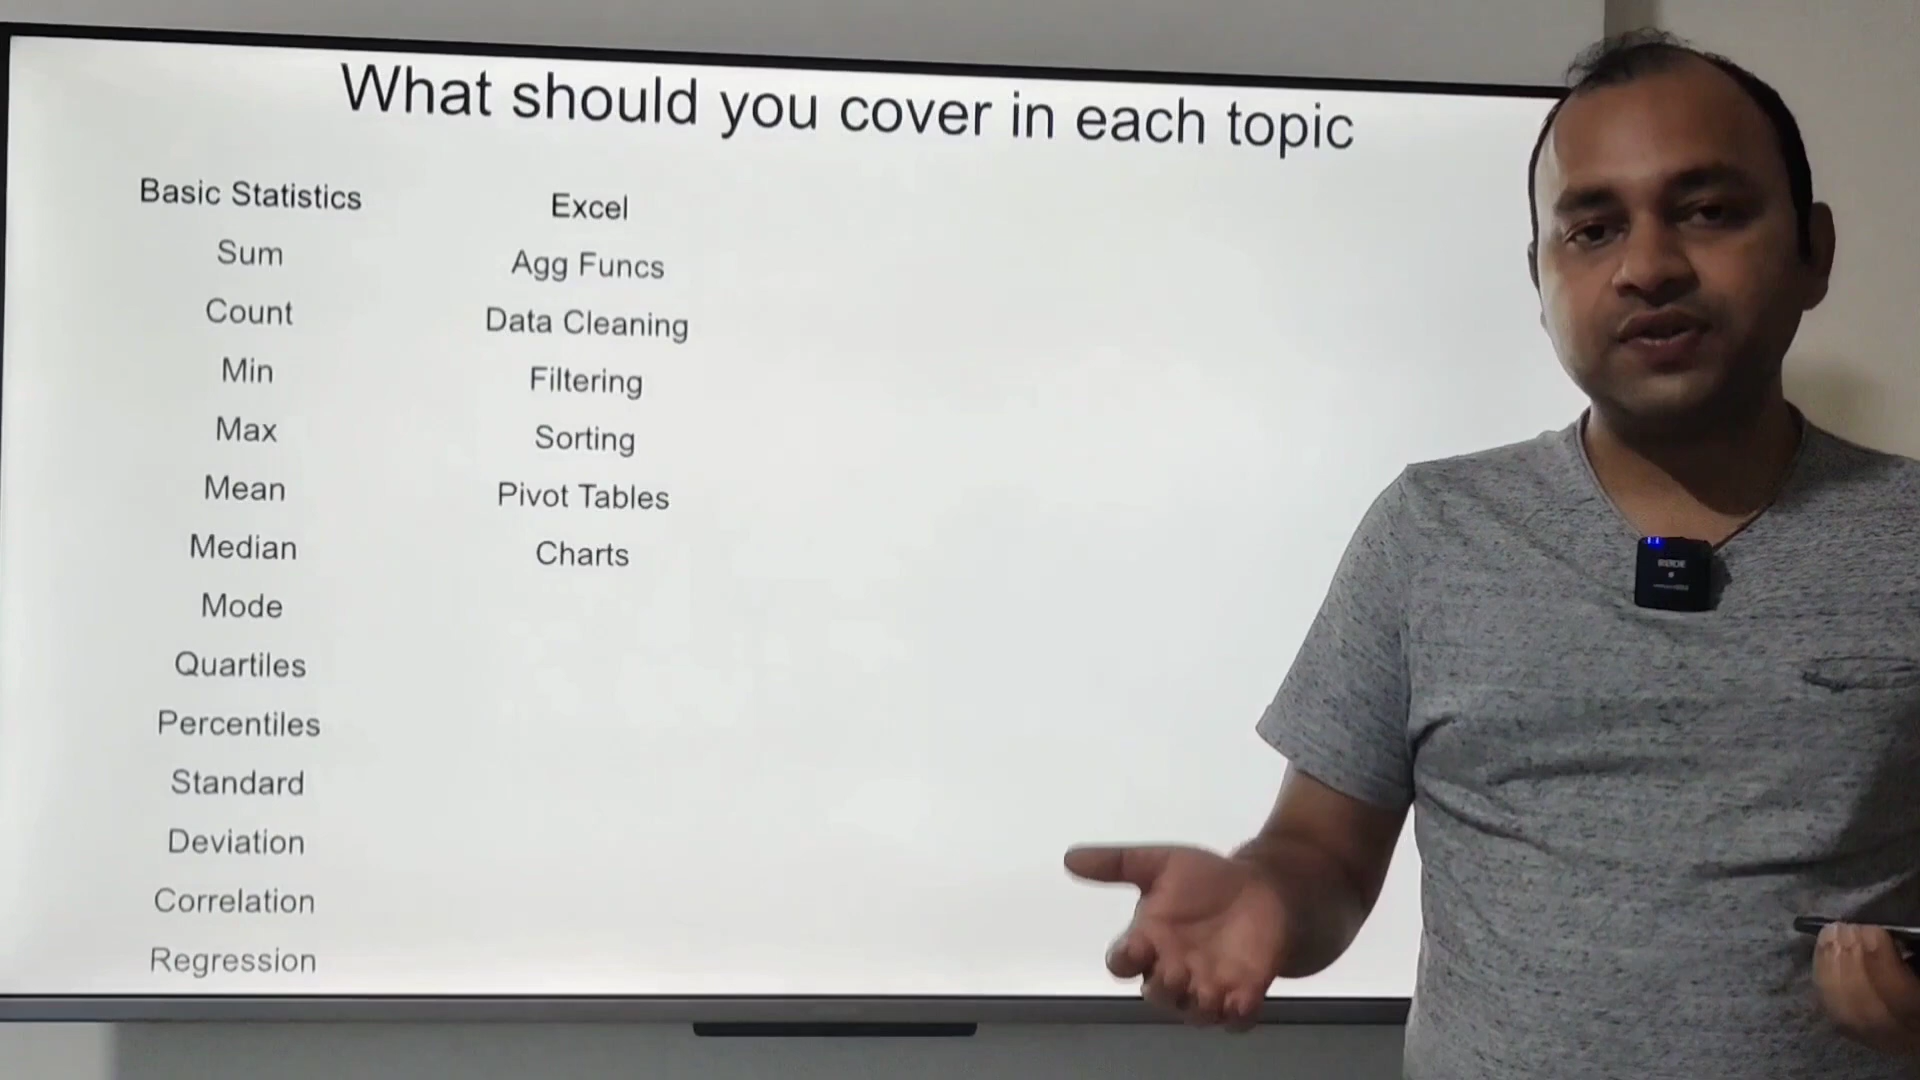 What should you cover in each topic
Basic Statistics
Sum
Count
Min
Max
Mean
Median
Mode
Quartiles
Percentiles
Standard
Deviation
Correlation
Regression
Excel
Agg Funcs
Data Cleaning
Filtering
Sorting
Pivot Tables
Charts